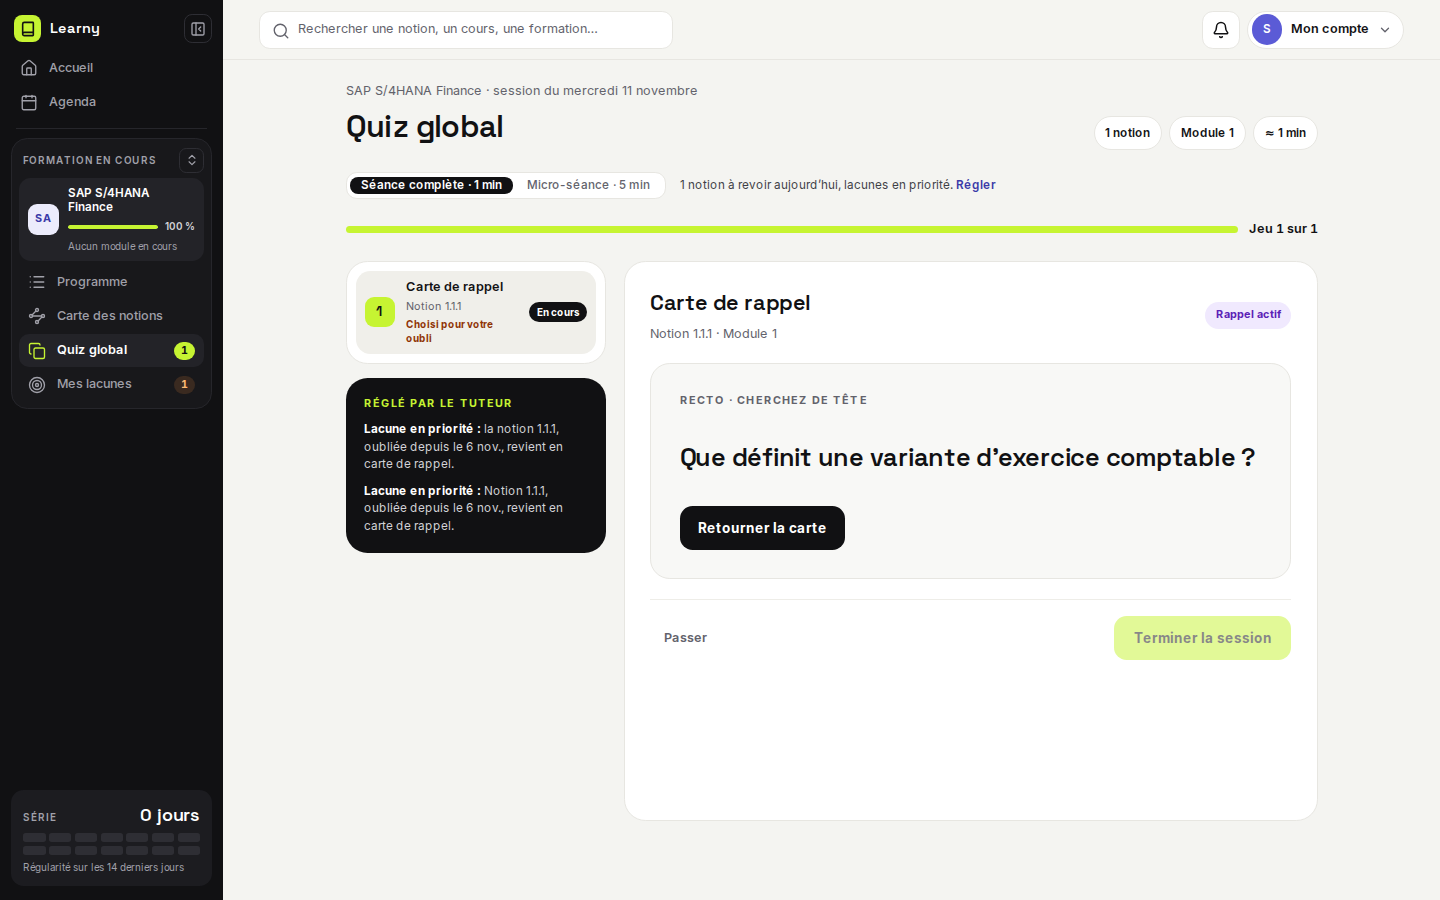 Learny
Rechercher une notion, un cours, une formation...
S
Mon compte
Accueil
Agenda
FORMATION EN COURS
SA
SAP S/4HANA
Finance
100 %
Aucun module en cours
Programme
Carte des notions
Quiz global
1
Mes lacunes
1
SÉRIE
0 jours
Régularité sur les 14 derniers jours
SAP S/4HANA Finance · session du mercredi 11 novembre
Quiz global
1 notion
Module 1
≈ 1 min
Séance complète · 1 min
Micro-séance · 5 min
1 notion à revoir aujourd’hui, lacunes en priorité. Régler
Jeu 1 sur 1
1
Carte de rappel
Notion 1.1.1
Choisi pour votre
oubli
En cours
RÉGLÉ PAR LE TUTEUR
Lacune en priorité : la notion 1.1.1,
oubliée depuis le 6 nov., revient en
carte de rappel.
Lacune en priorité : Notion 1.1.1,
oubliée depuis le 6 nov., revient en
carte de rappel.
Carte de rappel
Notion 1.1.1 · Module 1
Rappel actif
RECTO · CHERCHEZ DE TÊTE
Que définit une variante d’exercice comptable ?
Retourner la carte
Passer
Terminer la session